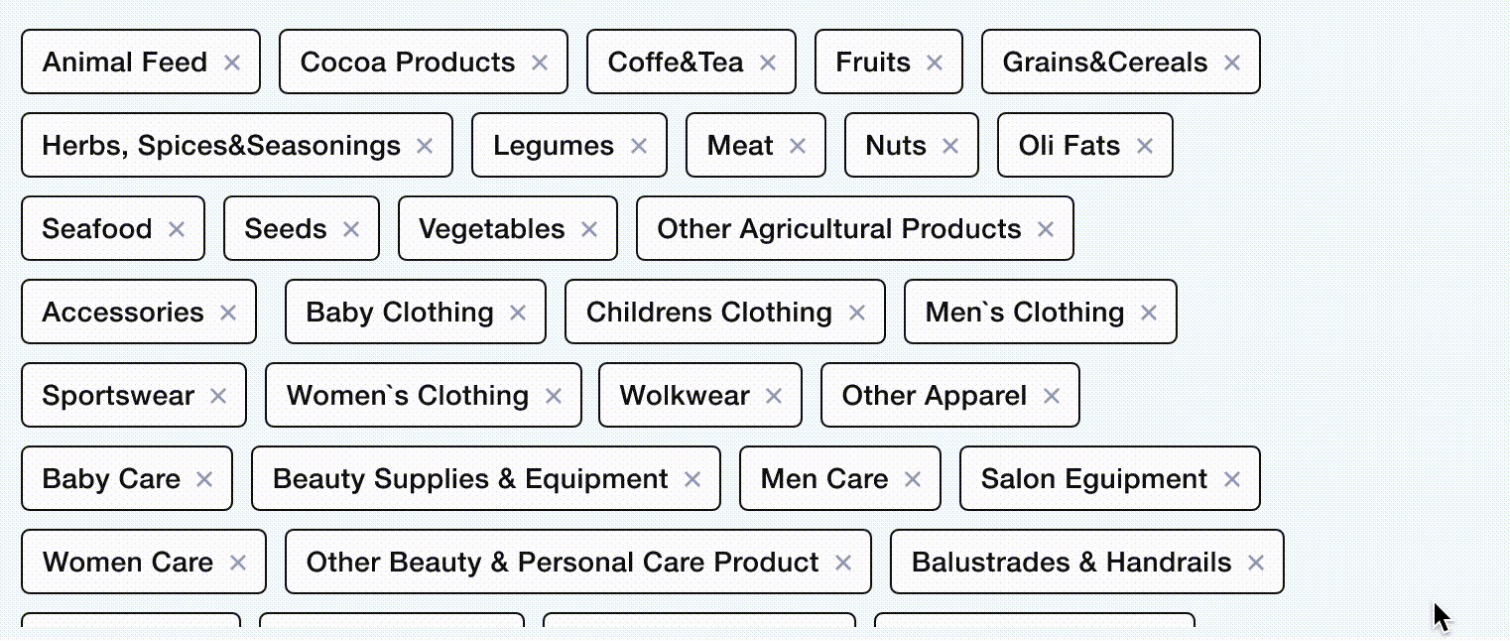 Animal Feed × Cocoa Products × Coffe&Tea × Fruits × Grains&Cereals ×
Herbs, Spices&Seasonings × Legumes × Meat × Nuts × Oli Fats ×
Seafood × Seeds × Vegetables × Other Agricultural Products ×
Accessories × Baby Clothing × Childrens Clothing × Men`s Clothing ×
Sportswear × Women`s Clothing × Wolkwear × Other Apparel ×
Baby Care × Beauty Supplies & Equipment × Men Care × Salon Eguipment ×
Women Care × Other Beauty & Personal Care Product × Balustrades & Handrails ×